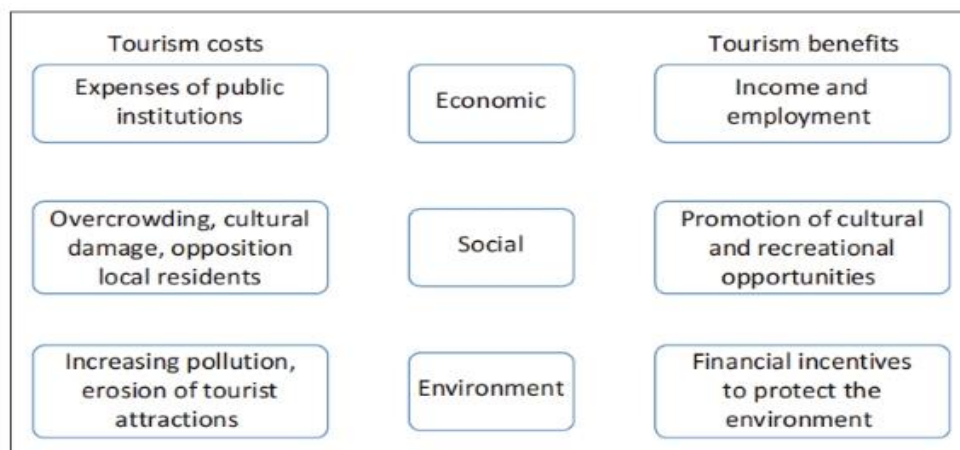 Tourism costs
Tourism benefits
Expenses of public
institutions
Economic
Income and
employment
Overcrowding, cultural
damage, opposition
local residents
Social
Promotion of cultural
and recreational
opportunities
Increasing pollution,
erosion of tourist
attractions
Environment
Financial incentives
to protect the
environment